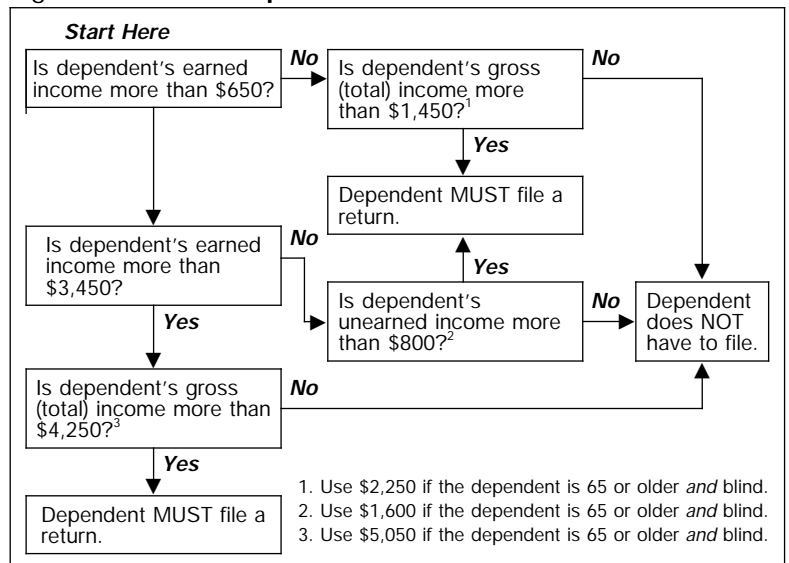 Start Here
Is dependent's earned
income more than $650?
No
Is dependent's gross
(total) income more
than $1,450?1
No
Yes
Dependent MUST file a
return.
Is dependent's earned
income more than
$3,450?
No
Yes
Is dependent's
unearned income more
than $800?2
No
Dependent
does NOT
have to file.
Yes
Is dependent's gross
(total) income more than
$4,250?3
No
Yes
Dependent MUST file a
return.
1. Use $2,250 if the dependent is 65 or older and blind.
2. Use $1,600 if the dependent is 65 or older and blind.
3. Use $5,050 if the dependent is 65 or older and blind.